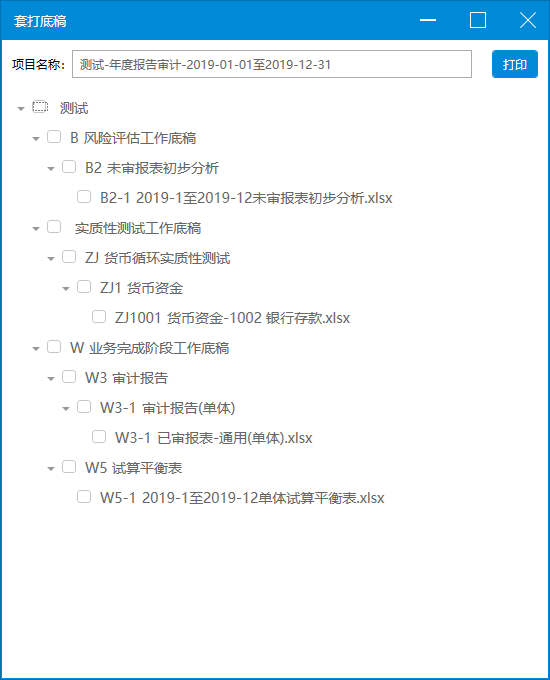 套打底稿
项目名称： 测试-年度报告审计-2019-01-01至2019-12-31 打印
测试
B 风险评估工作底稿
B2 未审报表初步分析
B2-1 2019-1至2019-12未审报表初步分析.xlsx
实质性测试工作底稿
ZJ 货币循环实质性测试
ZJ1 货币资金
ZJ1001 货币资金-1002 银行存款.xlsx
W 业务完成阶段工作底稿
W3 审计报告
W3-1 审计报告(单体)
W3-1 已审报表-通用(单体).xlsx
W5 试算平衡表
W5-1 2019-1至2019-12单体试算平衡表.xlsx